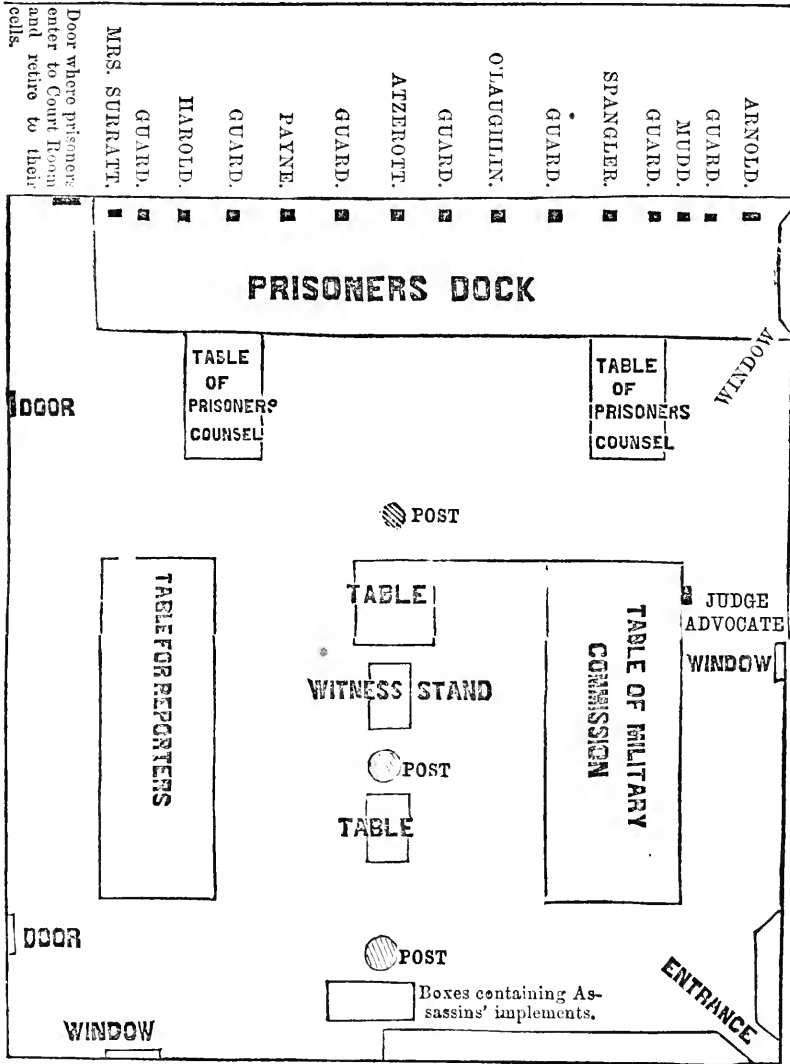 Door where prisoners
enter to Court Room
and retire to their
cells.
MRS. SURRATT.
GUARD.
HAROLD.
GUARD.
PAYNE.
GUARD.
ATZEROTT.
GUARD.
O'LAUGHLIN.
GUARD.
SPANGLER.
GUARD.
MUDD.
GUARD.
ARNOLD.
PRISONERS DOCK
WINDOW
TABLE
OF
PRISONERS
COUNSEL
TABLE
OF
PRISONERS
COUNSEL
DOOR
POST
TABLE FOR REPORTERS
TABLE
TABLE OF MILITARY
COMMISSION
JUDGE
ADVOCATE
WINDOW
WITNESS STAND
POST
TABLE
DOOR
POST
Boxes containing As-
sassins' implements.
ENTRANCE
WINDOW